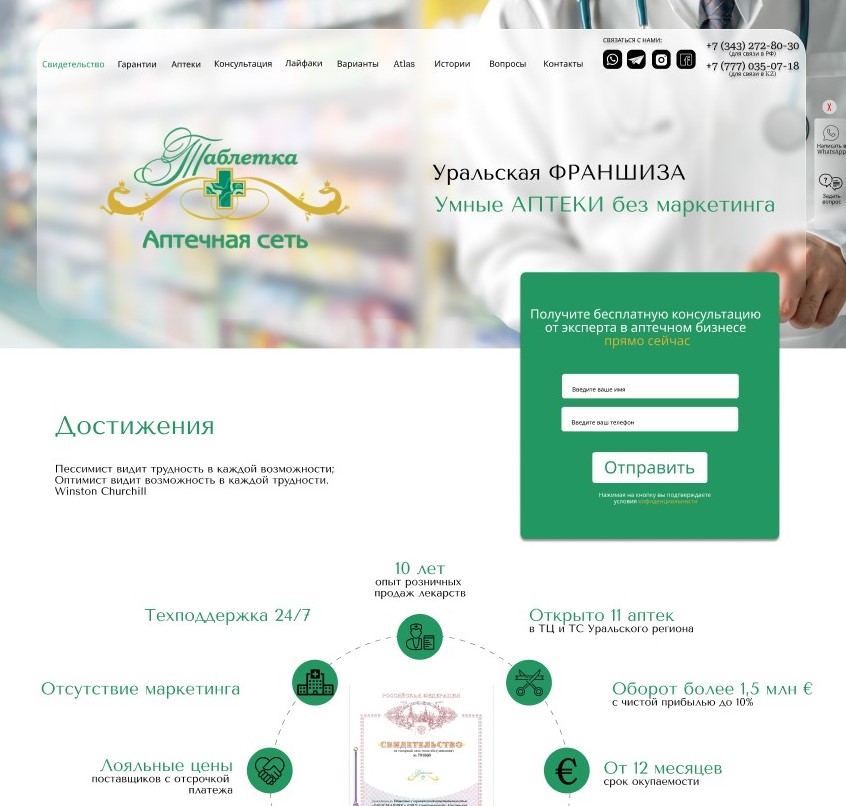 СВЯЗАТЬСЯ С НАМИ:
+7 (343) 272-80-30
(для связи в РФ)
+7 (777) 035-07-18
(для связи в KZ)
Свидетельство Гарантии Аптеки Консультация Лайфаки Варианты Atlas Истории Вопросы Контакты
X
Написать в
WhatsApp
Задать
вопрос
Таблетка
Аптечная сеть
Уральская ФРАНШИЗА
Умные АПТЕКИ без маркетинга
Получите бесплатную консультацию
от эксперта в аптечном бизнесе
прямо сейчас
Введите ваше имя
Введите ваш телефон
Отправить
Нажимая на кнопку вы подтверждаете
условия
Достижения
Пессимист видит трудность в каждой возможности;
Оптимист видит возможность в каждой трудности.
Winston Churchill
10 лет
опыт розничных
продаж лекарств
Техподдержка 24/7
Открыто 11 аптек
в ТЦ и ТС Уральского региона
Отсутствие маркетинга
Оборот более 1,5 млн €
с чистой прибылью до 10%
Лояльные цены
поставщиков с отсрочкой
платежа
€
От 12 месяцев
срок окупаемости
РОССИЙСКАЯ ФЕДЕРАЦИЯ
СВИДЕТЕЛЬСТВО